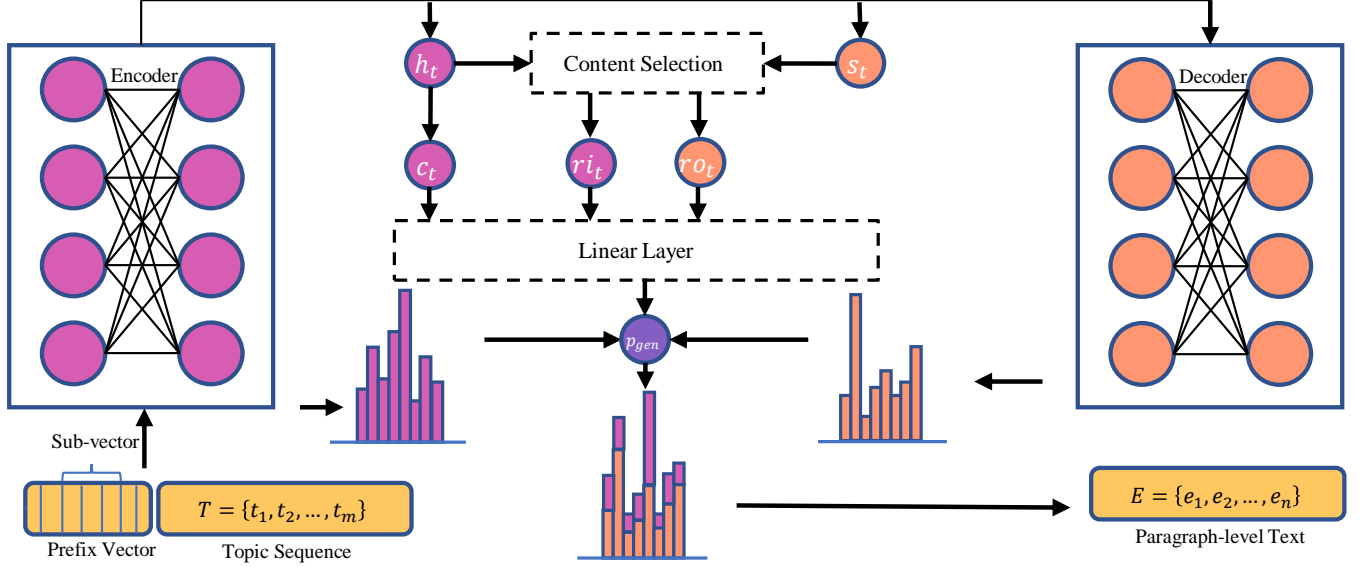 Encoder
h_t
Content Selection
s_t
Decoder
c_t
ri_t
ro_t
Linear Layer
p_gen
Sub-vector
T = {t_1, t_2, ..., t_m}
E = {e_1, e_2, ..., e_n}
Prefix Vector
Topic Sequence
Paragraph-level Text